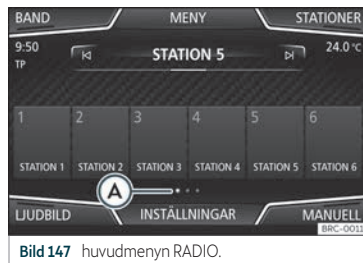 BAND MENY STATIONER
9:50 STATION 5 24.0 °C
TP
1 2 3 4 5 6
STATION 1 STATION 2 STATION 3 STATION 4 STATION 5 STATION 6
A
LJUDBILD INSTÄLLNINGAR MANUELL
BRC-0011
Bild 147 huvudmenyn RADIO.